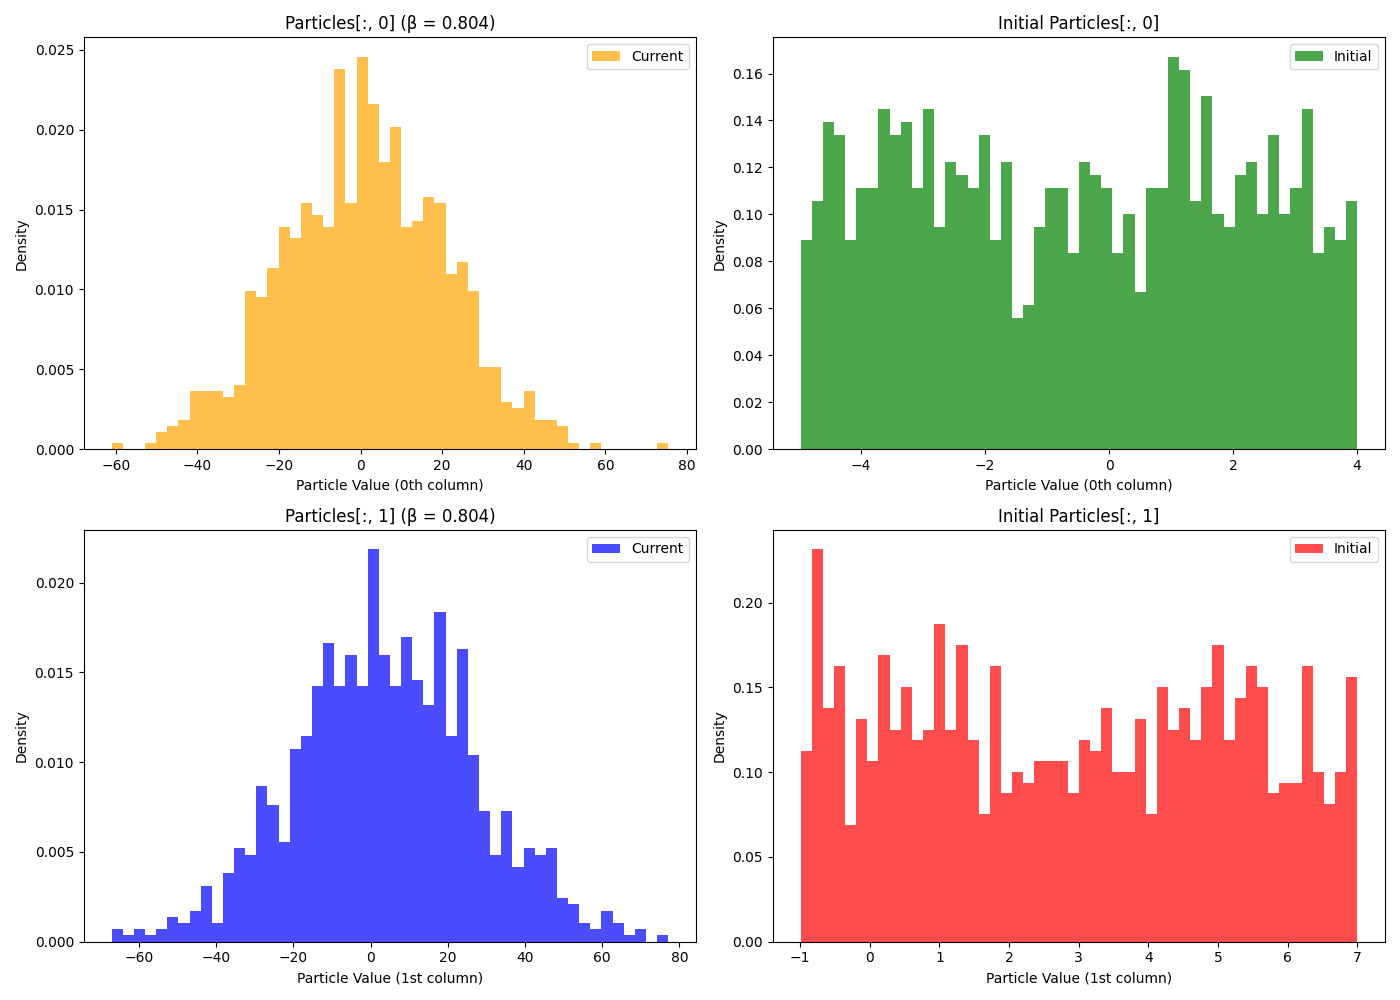 Particles[:, 0] (β = 0.804)
Current
0.025
0.020
0.015
0.010
0.005
0.000
Density
−60 −40 −20 0 20 40 60 80
Particle Value (0th column)
Initial Particles[:, 0]
Initial
0.16
0.14
0.12
0.10
0.08
0.06
0.04
0.02
0.00
Density
−4 −2 0 2 4
Particle Value (0th column)
Particles[:, 1] (β = 0.804)
Current
0.020
0.015
0.010
0.005
0.000
Density
−60 −40 −20 0 20 40 60 80
Particle Value (1st column)
Initial Particles[:, 1]
Initial
0.20
0.15
0.10
0.05
0.00
Density
−1 0 1 2 3 4 5 6 7
Particle Value (1st column)